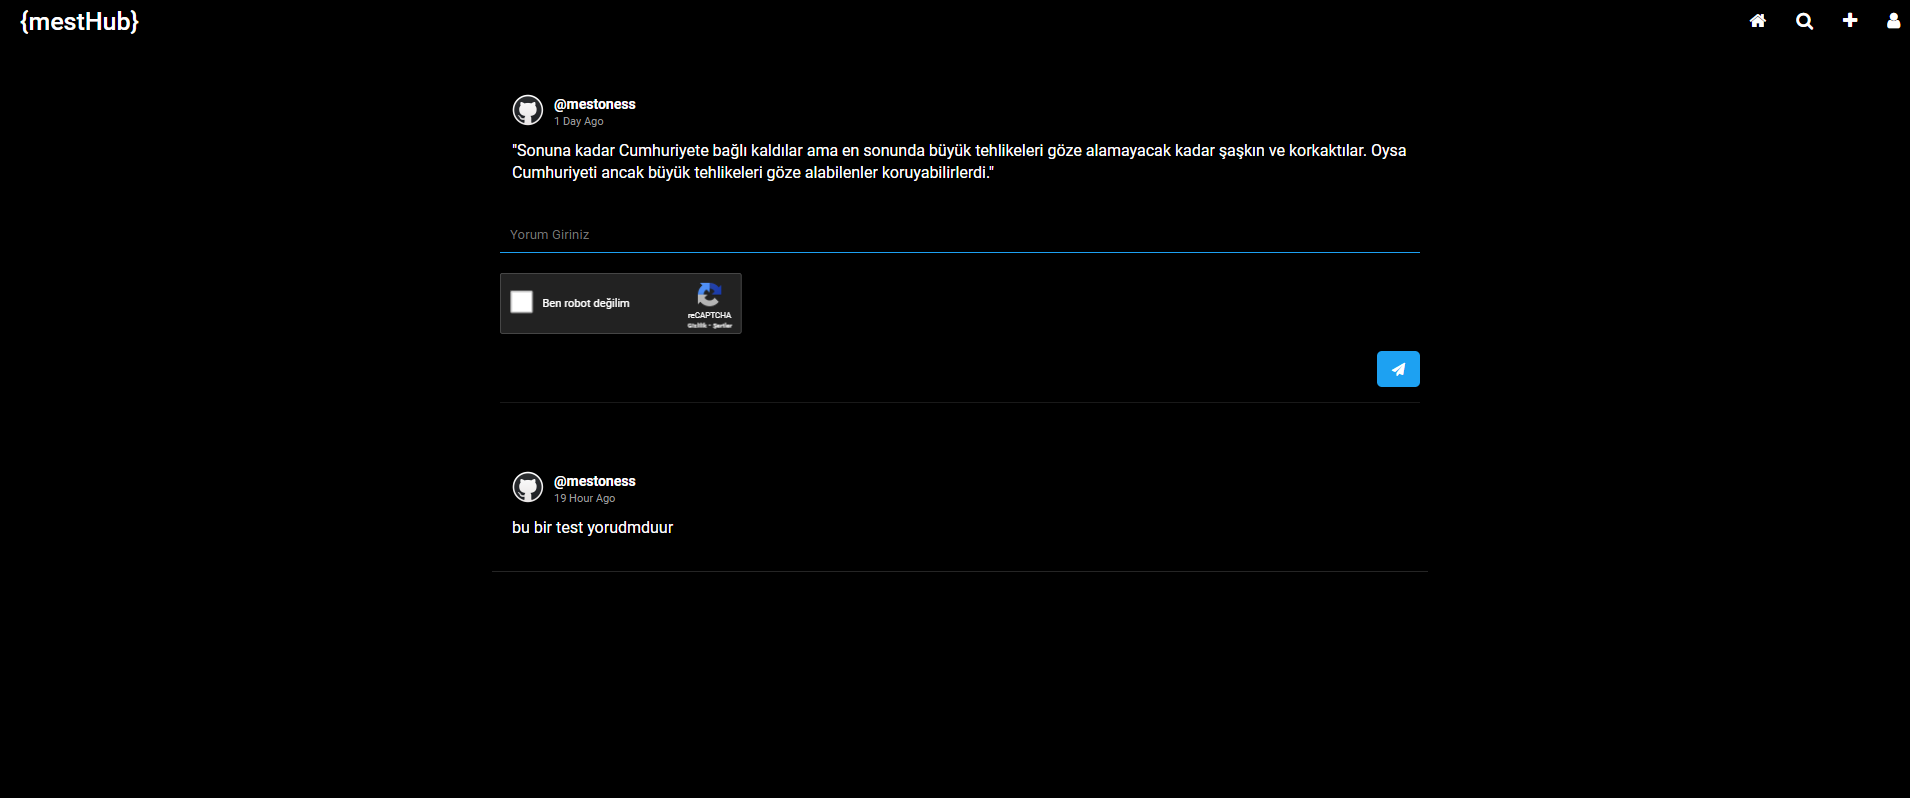 {mestHub}
@mestoness
1 Day Ago
"Sonuna kadar Cumhuriyete bağlı kaldılar ama en sonunda büyük tehlikeleri göze alamayacak kadar şaşkın ve korkaktılar. Oysa
Cumhuriyeti ancak büyük tehlikeleri göze alabilenler koruyabilirlerdi."
Yorum Giriniz
Ben robot değilim
reCAPTCHA
Gizlilik - Şartlar
@mestoness
19 Hour Ago
bu bir test yorudmduur